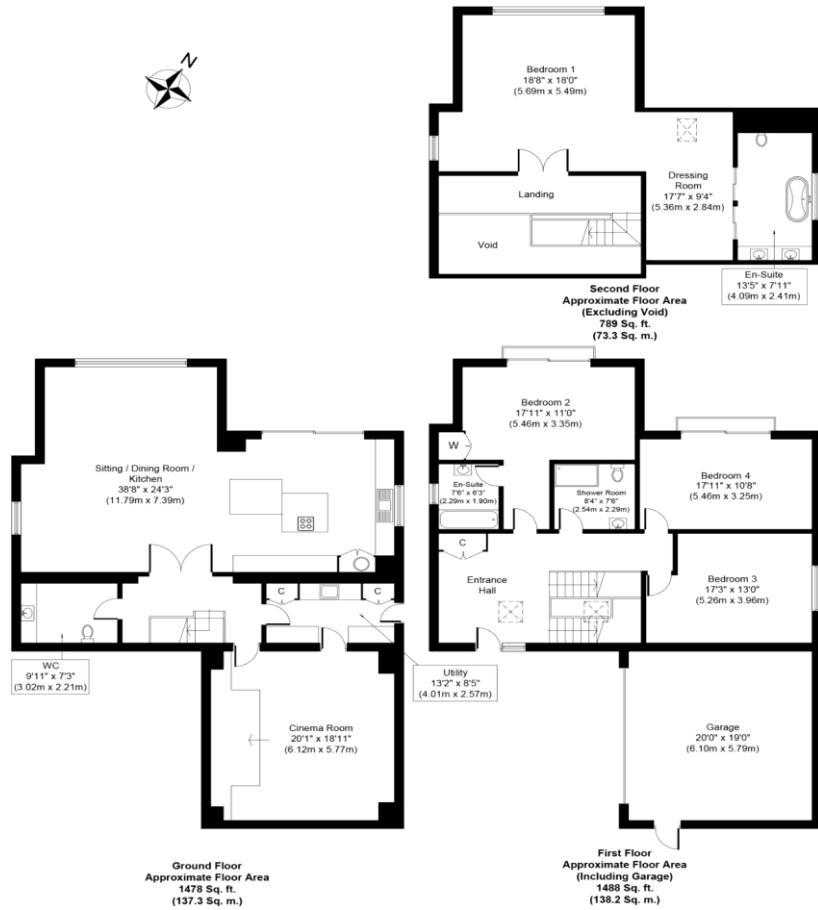 N
Bedroom 1
18'8" x 18'0"
(5.69m x 5.49m)
Dressing
Room
17'7" x 9'4"
(5.36m x 2.84m)
Landing
Void
En-Suite
13'5" x 7'11"
(4.09m x 2.41m)
Second Floor
Approximate Floor Area
(Excluding Void)
789 Sq. ft.
(73.3 Sq. m.)
Sitting / Dining Room /
Kitchen
38'8" x 24'3"
(11.79m x 7.39m)
C
C
WC
9'11" x 7'3"
(3.02m x 2.21m)
Utility
13'2" x 8'5"
(4.01m x 2.57m)
Cinema Room
20'1" x 18'11"
(6.12m x 5.77m)
Ground Floor
Approximate Floor Area
1478 Sq. ft.
(137.3 Sq. m.)
Bedroom 2
17'11" x 11'0"
(5.46m x 3.35m)
W
En-Suite
7'6" x 6'3"
(2.29m x 1.90m)
Shower Room
8'4" x 7'6"
(2.54m x 2.29m)
Bedroom 4
17'11" x 10'8"
(5.46m x 3.25m)
C
Entrance
Hall
Bedroom 3
17'3" x 13'0"
(5.26m x 3.96m)
Garage
20'0" x 19'0"
(6.10m x 5.79m)
First Floor
Approximate Floor Area
(Including Garage)
1488 Sq. ft.
(138.2 Sq. m.)